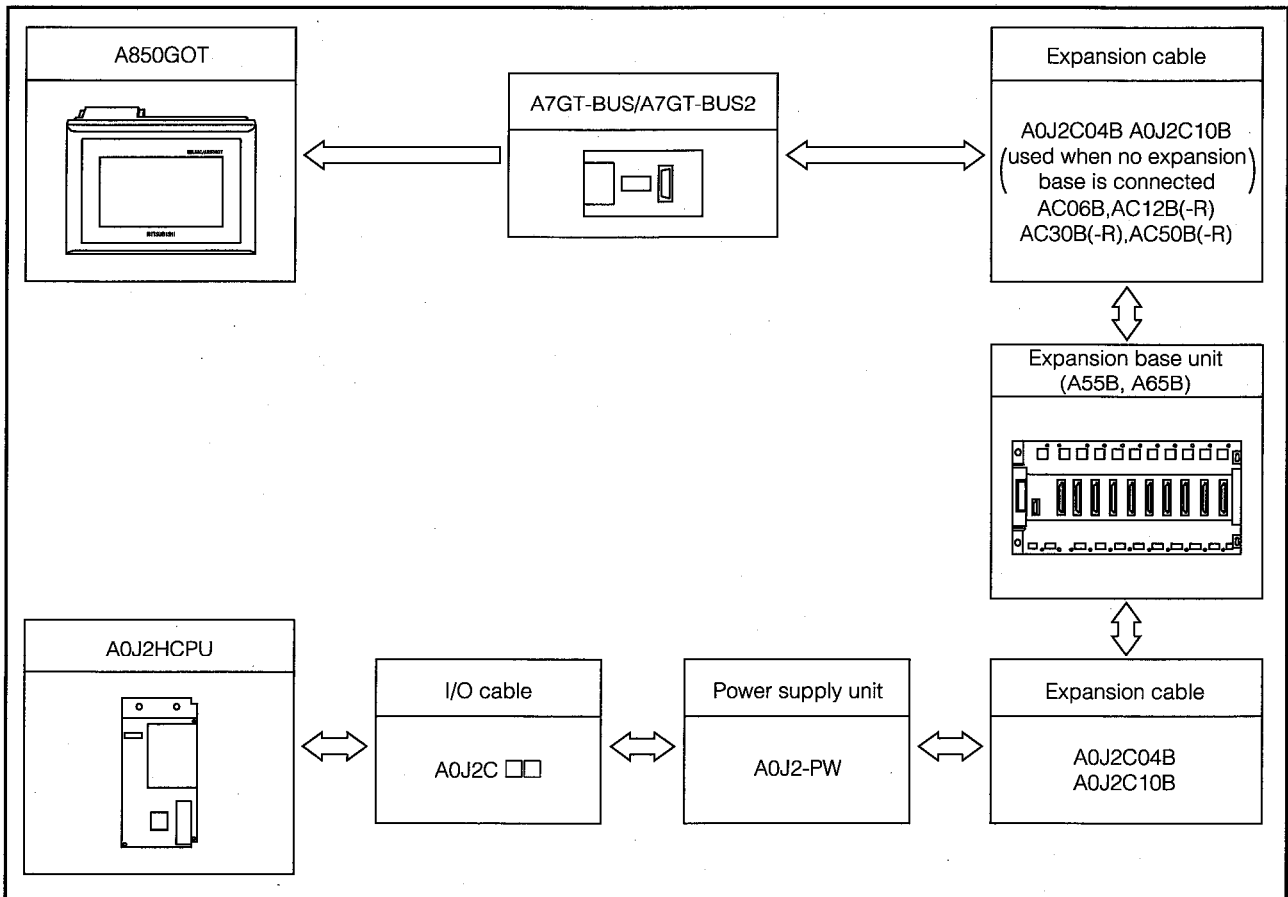 A850GOT
MITSUBISHI
A7GT-BUS/A7GT-BUS2
Expansion cable
A0J2C04B A0J2C10B
(used when no expansion
base is connected)
AC06B,AC12B(-R)
AC30B(-R),AC50B(-R)
Expansion base unit
(A55B, A65B)
A0J2HCPU
I/O cable
A0J2C □□
Power supply unit
A0J2-PW
Expansion cable
A0J2C04B
A0J2C10B